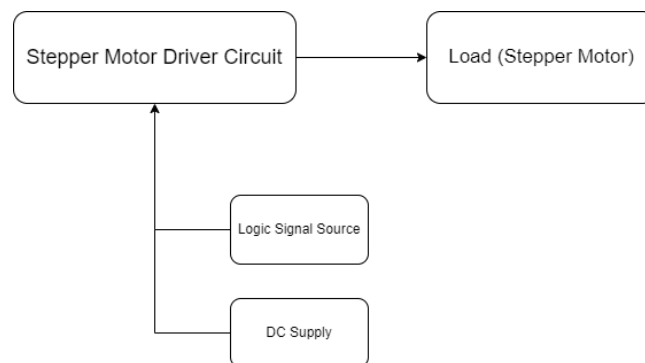 Stepper Motor Driver Circuit
Load (Stepper Motor)
Logic Signal Source
DC Supply